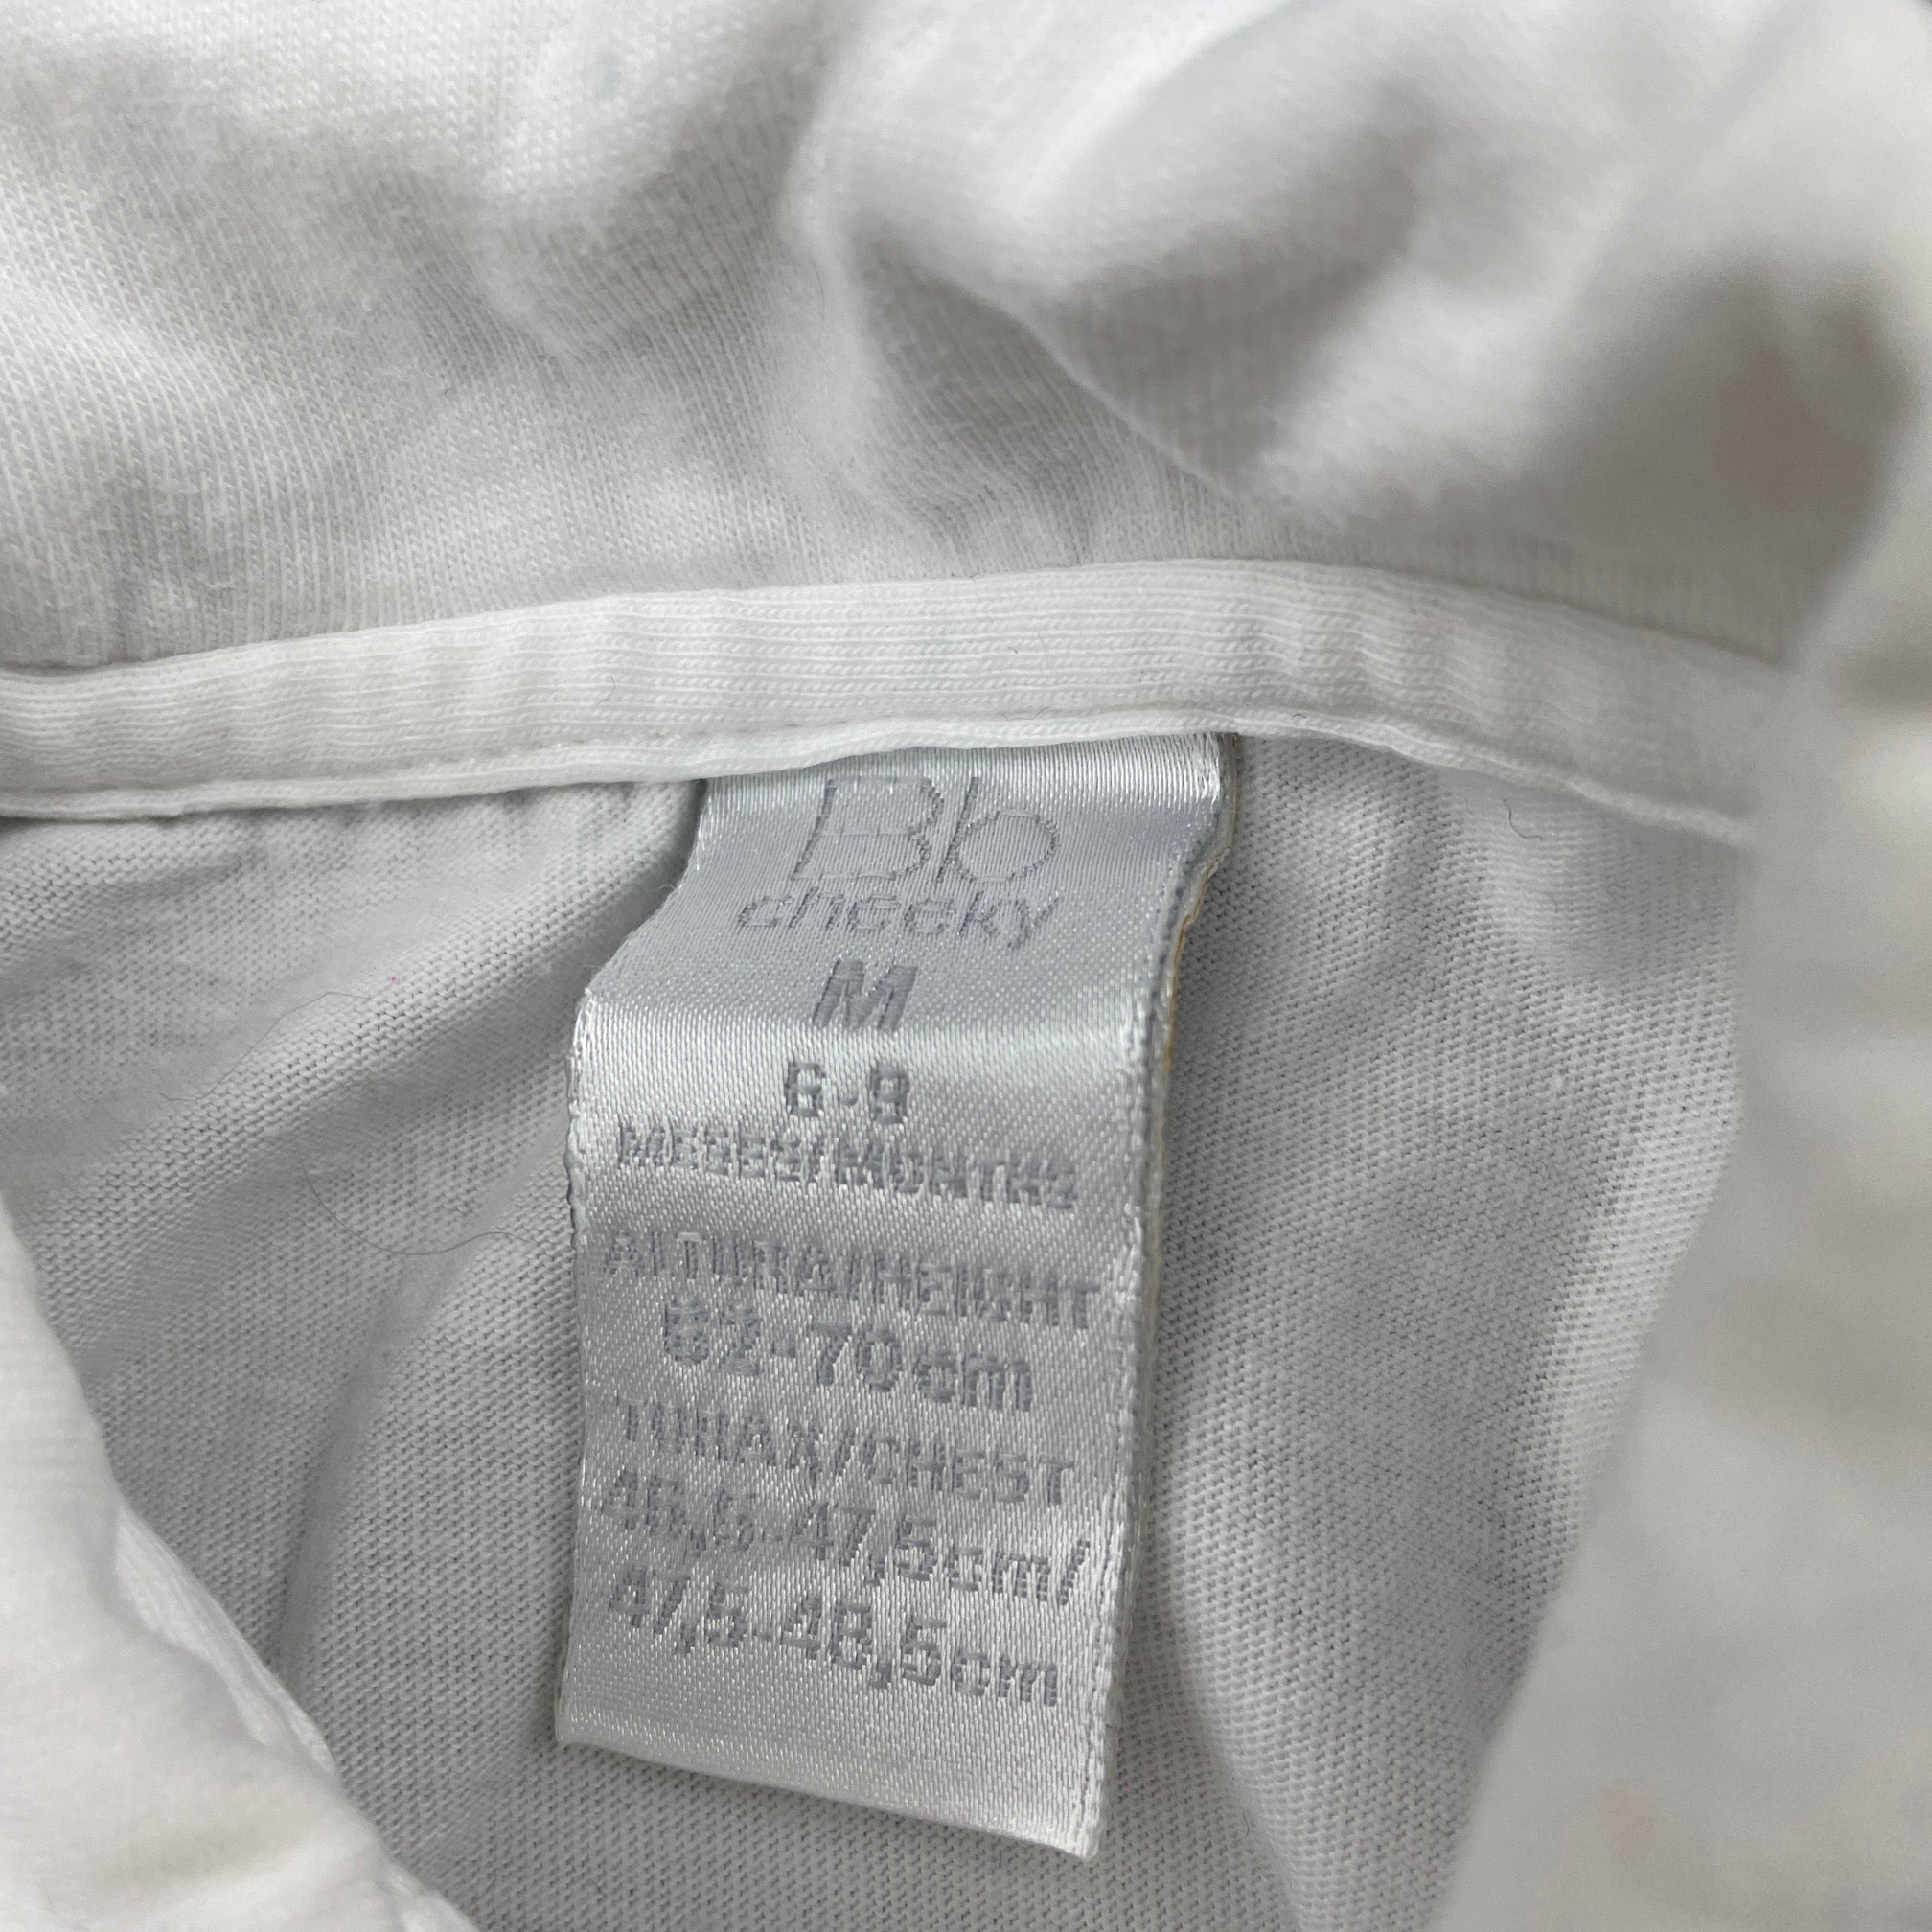 Bb
cheeky
M
6-9
MESES/MONTHS
ALTURA/HEIGHT
62-70cm
TORAX/CHEST
46,5-47,5cm/
47,5-48,5cm